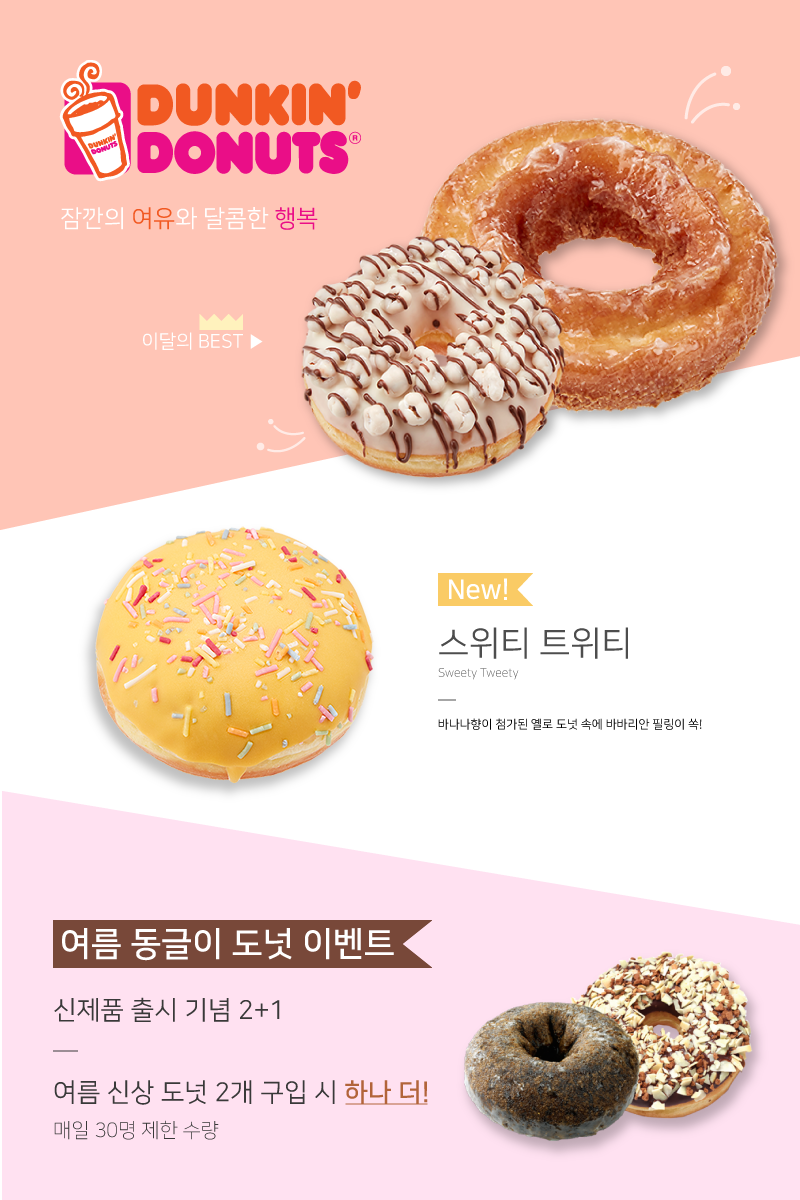 DUNKIN'
DONUTS®
DUNKIN'
DONUTS
잠깐의 여유와 달콤한 행복
이달의 BEST ▶
New!
스위티 트위티
Sweety Tweety
바나나향이 첨가된 옐로 도넛 속에 바바리안 필링이 쏙!
여름 동글이 도넛 이벤트
신제품 출시 기념 2+1
여름 신상 도넛 2개 구입 시 하나 더!
매일 30명 제한 수량